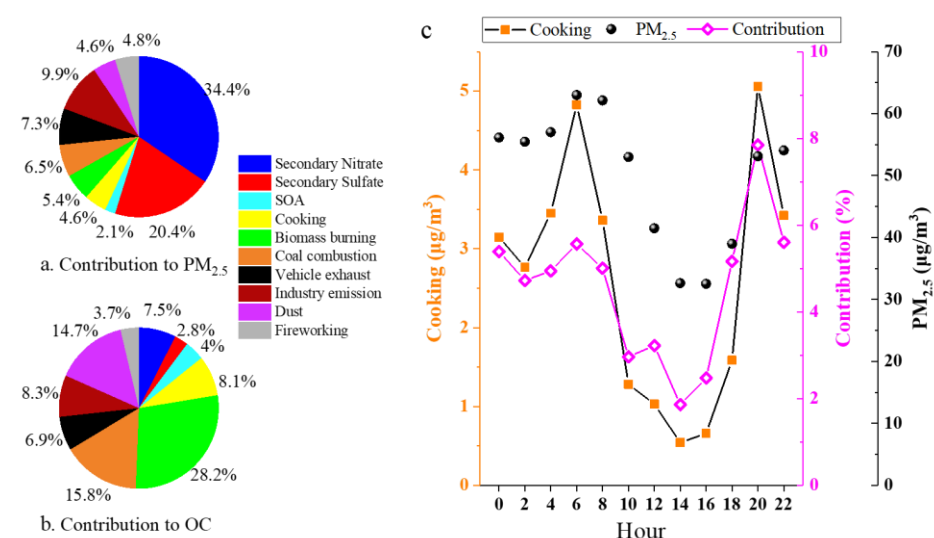 4.6% 4.8%
9.9%
34.4%
7.3%
6.5%
5.4%
4.6%
2.1% 20.4%
a. Contribution to PM2.5
Secondary Nitrate
Secondary Sulfate
SOA
Cooking
Biomass burning
Coal combustion
Vehicle exhaust
Industry emission
Dust
Fireworking
3.7% 7.5%
14.7% 2.8%
4%
8.3% 8.1%
6.9%
15.8% 28.2%
b. Contribution to OC
c
Cooking PM2.5 Contribution
Cooking (μg/m³)
5
4
3
2
1
0
Contribution (%)
10
8
6
4
2
0
PM2.5 (μg/m³)
70
60
50
40
30
20
10
0
0 2 4 6 8 10 12 14 16 18 20 22
Hour